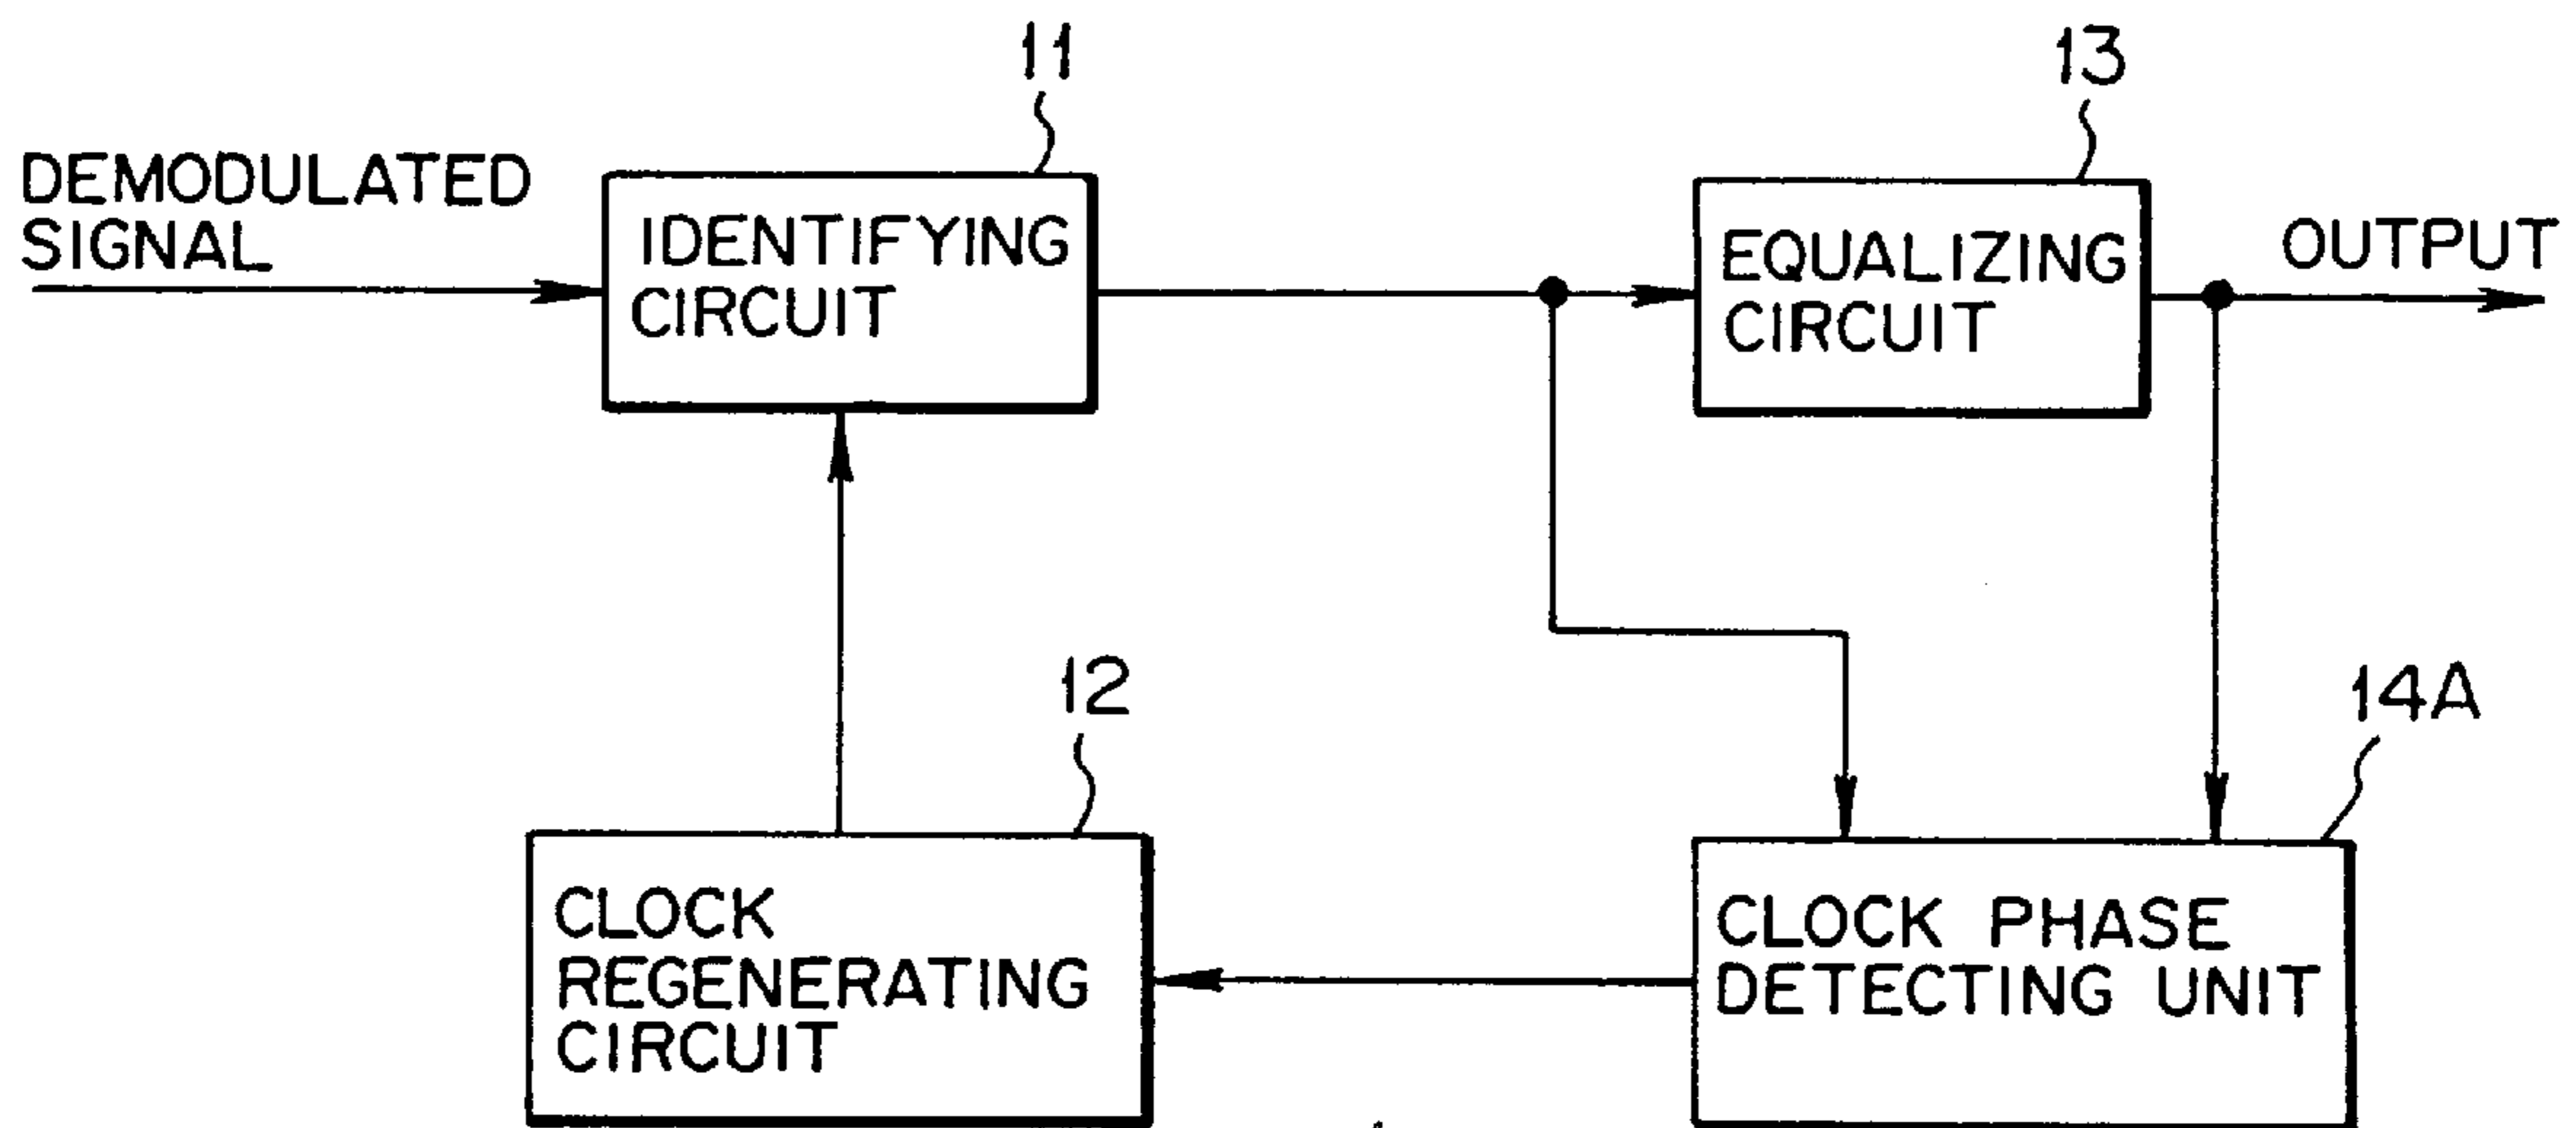 11
13
DEMODULATED
SIGNAL
IDENTIFYING
CIRCUIT
EQUALIZING
CIRCUIT
OUTPUT
12
14A
CLOCK
REGENERATING
CIRCUIT
CLOCK PHASE
DETECTING UNIT